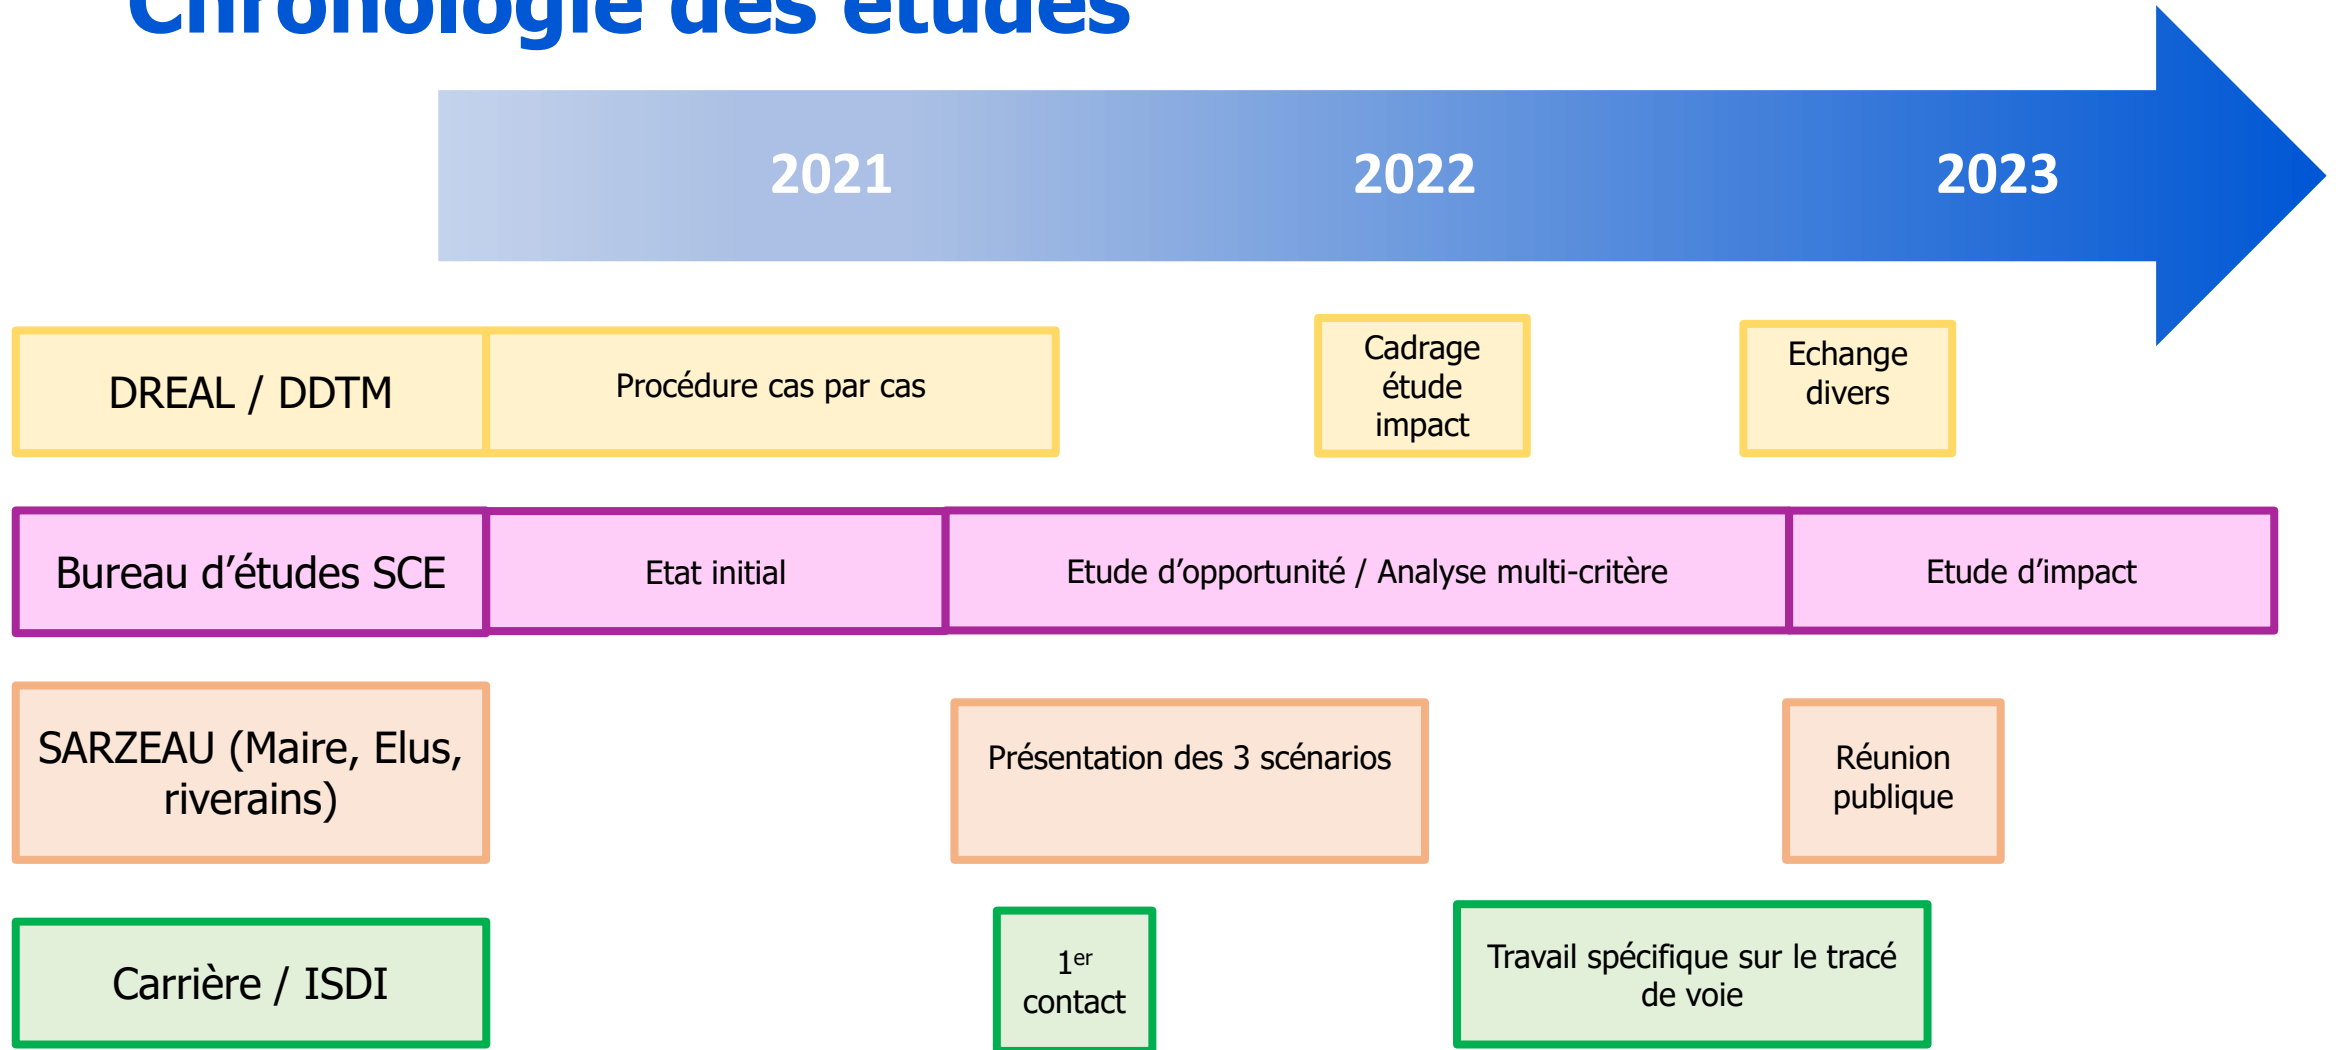 Chronologie des études
2021 2022 2023
DREAL / DDTM
Procédure cas par cas
Cadrage
étude
impact
Echange
divers
Bureau d’études SCE
Etat initial
Etude d’opportunité / Analyse multi-critère
Etude d’impact
SARZEAU (Maire, Elus,
riverains)
Présentation des 3 scénarios
Réunion
publique
Carrière / ISDI
1er
contact
Travail spécifique sur le tracé
de voie